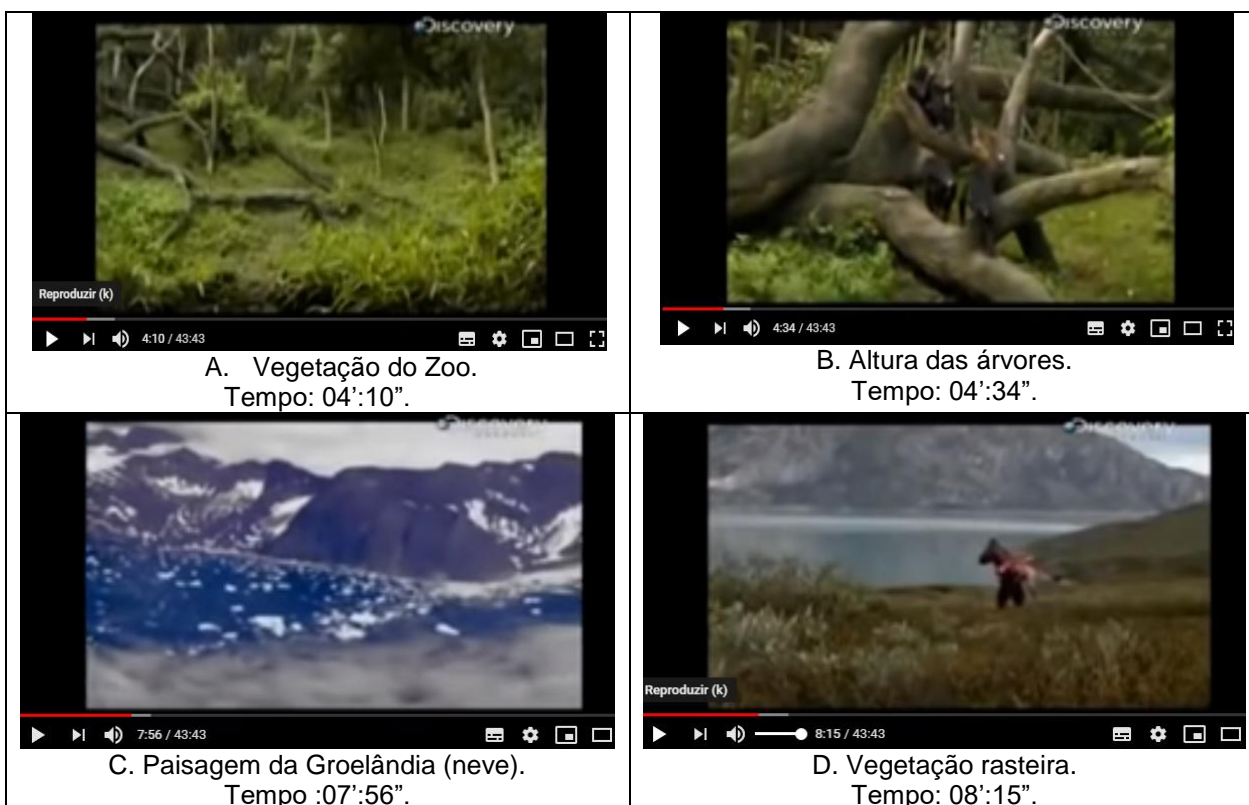 Discovery
Reproduzir (k)
4:10 / 43:43
A. Vegetação do Zoo.
Tempo: 04':10”.
Discovery
4:34 / 43:43
B. Altura das árvores.
Tempo: 04':34”.
Discovery
7:56 / 43:43
C. Paisagem da Groelândia (neve).
Tempo :07':56”.
Discovery
Reproduzir (k)
8:15 / 43:43
D. Vegetação rasteira.
Tempo: 08':15”.